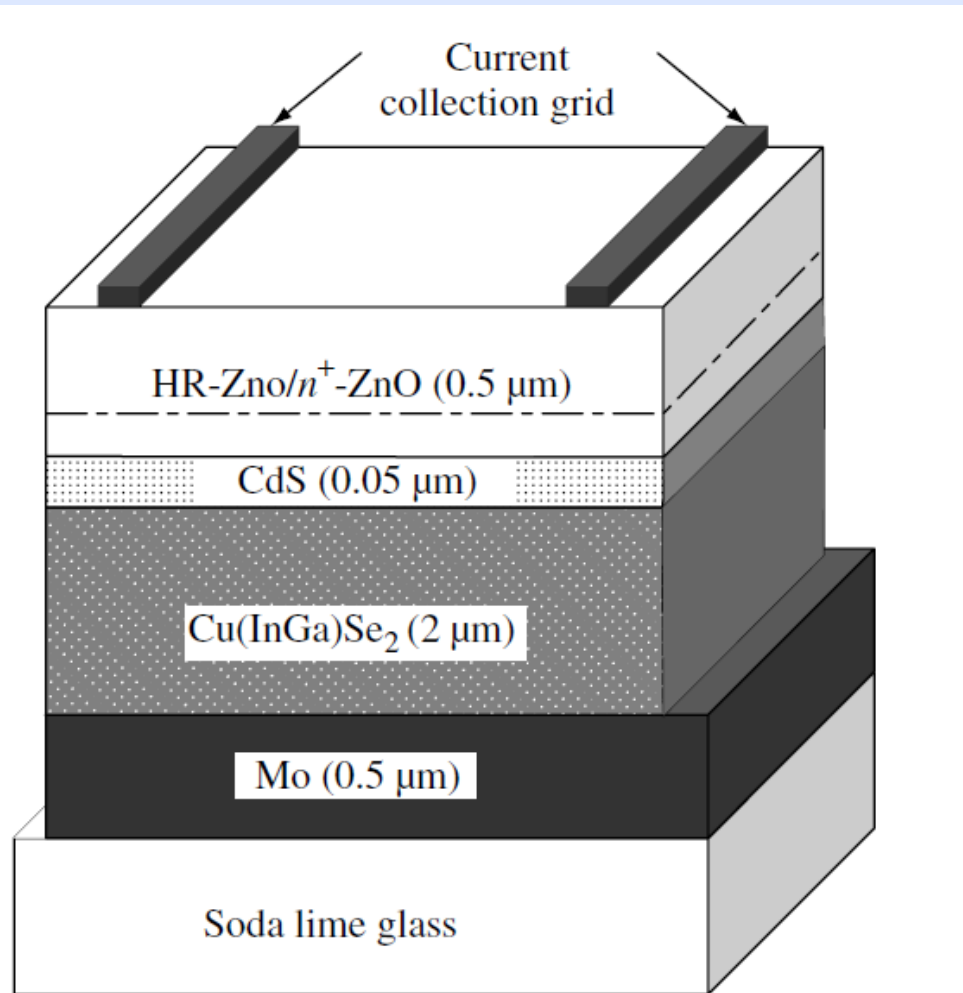 Current
collection grid
HR-Zno/n⁺-ZnO (0.5 μm)
CdS (0.05 μm)
Cu(InGa)Se₂ (2 μm)
Mo (0.5 μm)
Soda lime glass